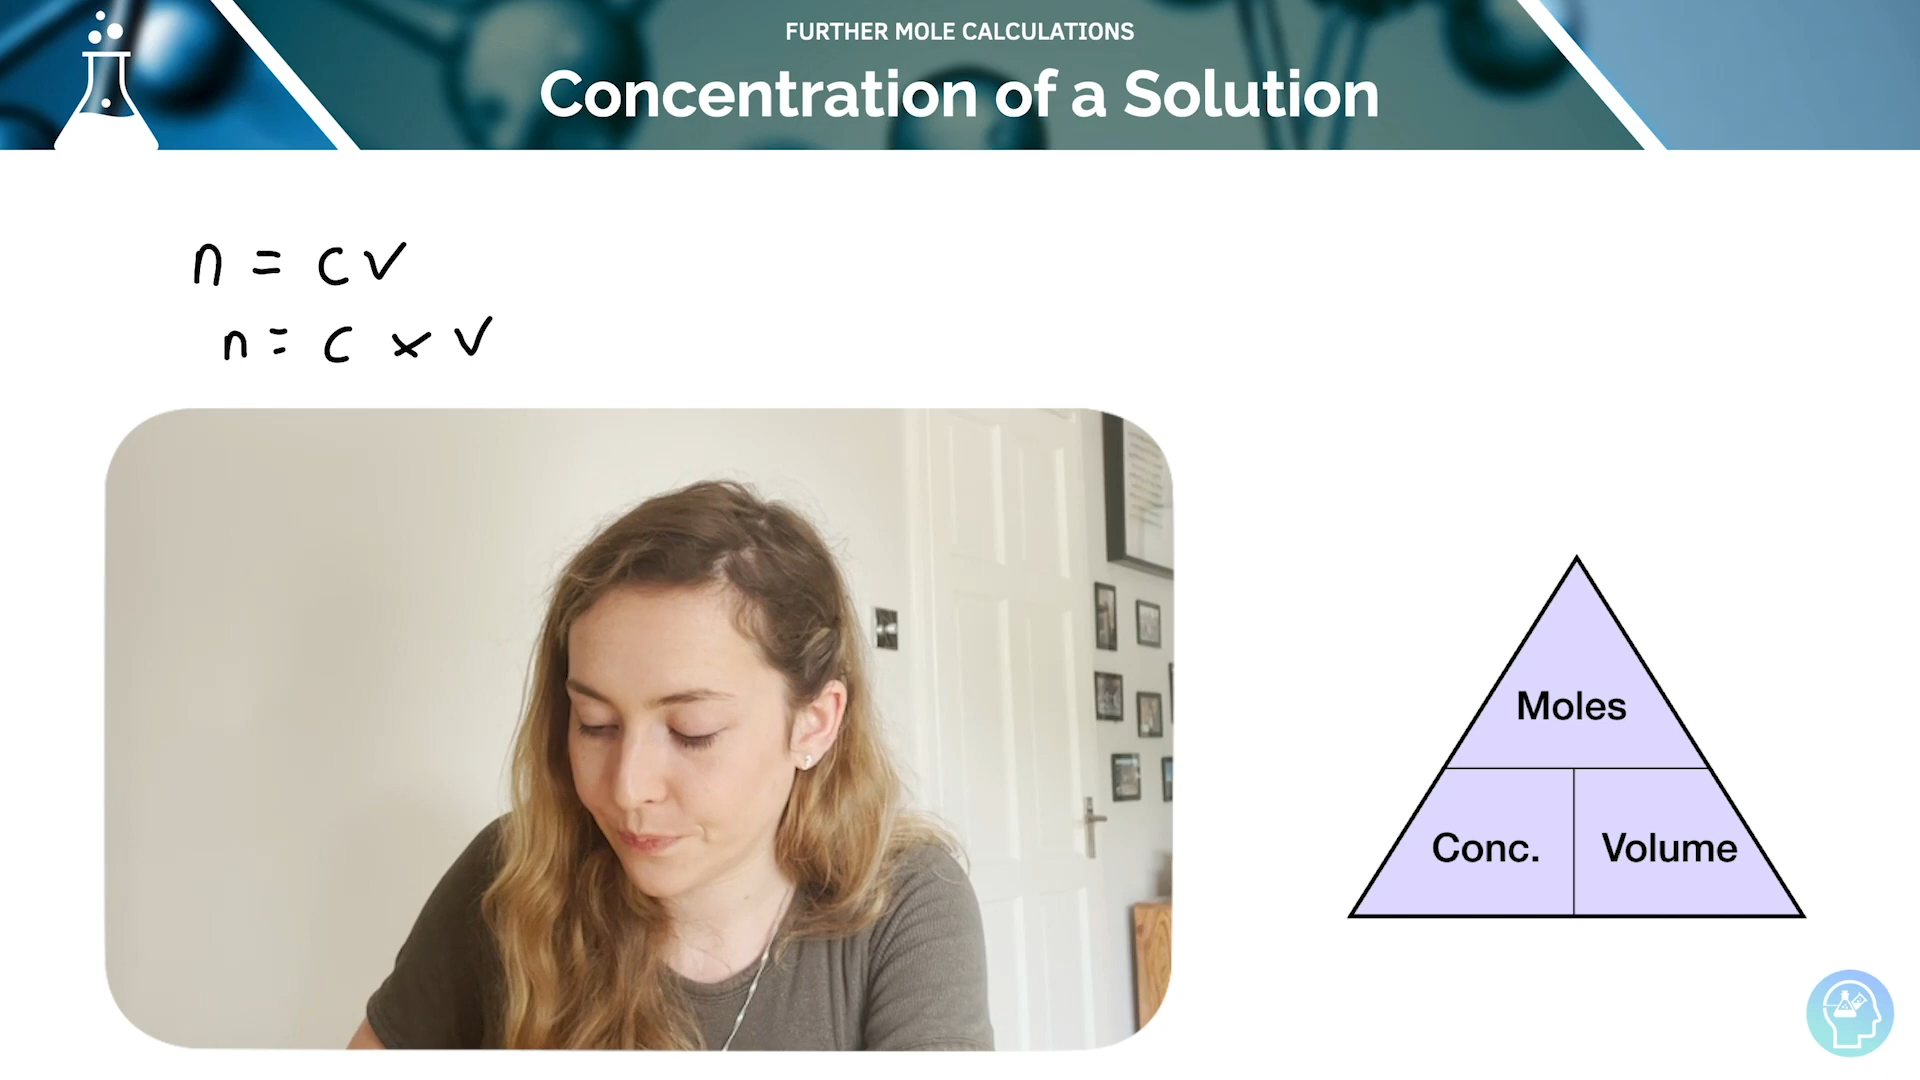 FURTHER MOLE CALCULATIONS
Concentration of a Solution
n = cv
n = c × v
Moles
Conc.
Volume